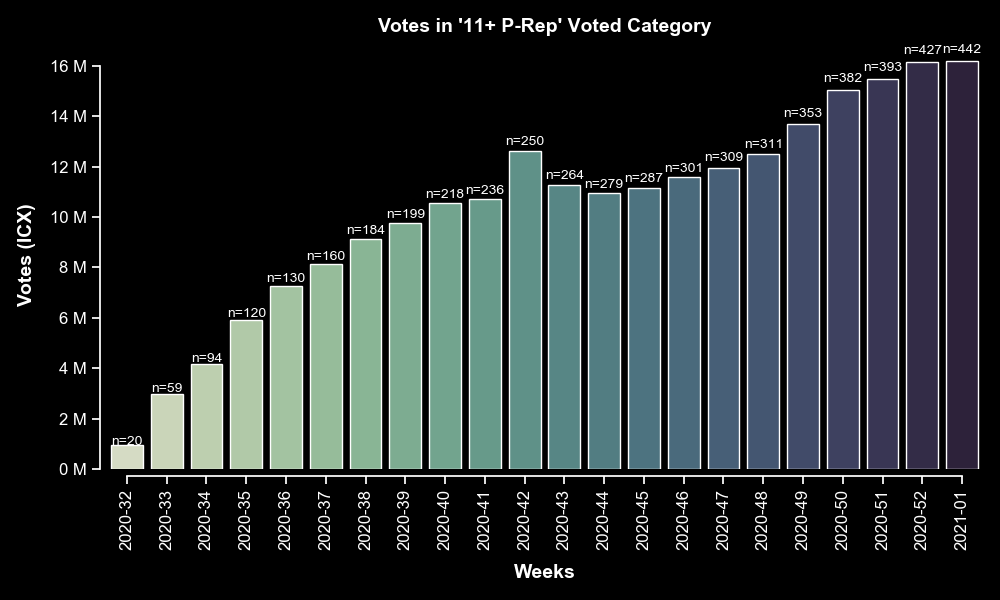 Votes in '11+ P-Rep' Voted Category
Votes (ICX)
16 M
14 M
12 M
10 M
8 M
6 M
4 M
2 M
0 M
n=20
n=59
n=94
n=120
n=130
n=160
n=184
n=199
n=218
n=236
n=250
n=264
n=279
n=287
n=301
n=309
n=311
n=353
n=382
n=393
n=427
n=442
2020-32
2020-33
2020-34
2020-35
2020-36
2020-37
2020-38
2020-39
2020-40
2020-41
2020-42
2020-43
2020-44
2020-45
2020-46
2020-47
2020-48
2020-49
2020-50
2020-51
2020-52
2021-01
Weeks